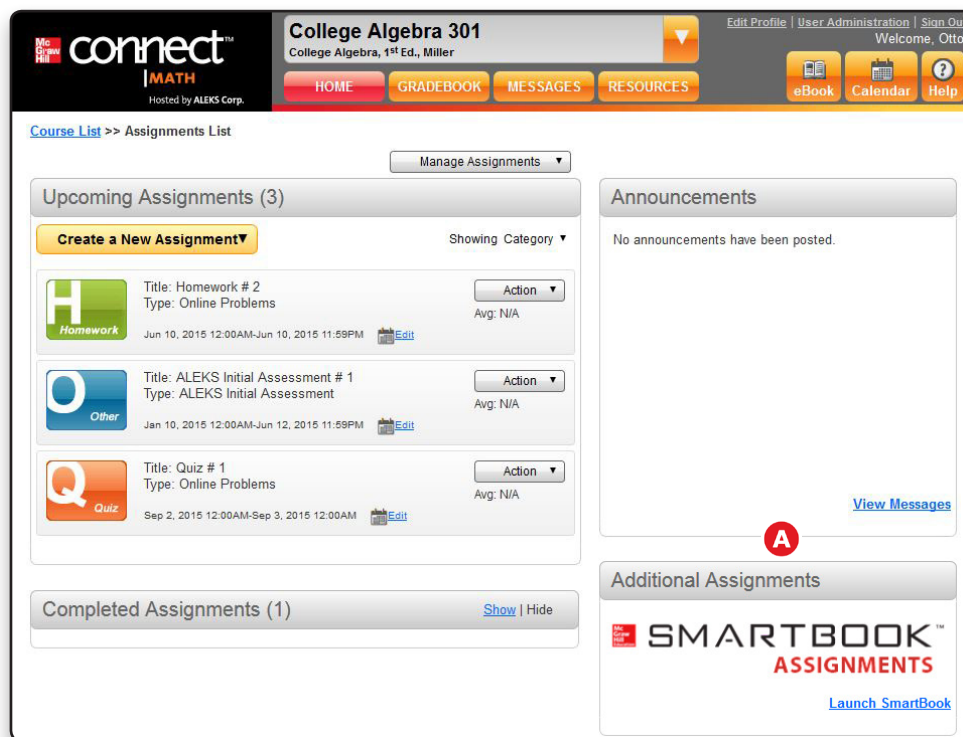 Edit Profile | User Administration | Sign Ou
Mc Graw Hill connect™
MATH
Hosted by ALEKS Corp.
College Algebra 301
College Algebra, 1st Ed., Miller
Welcome, Otto
HOME GRADEBOOK MESSAGES RESOURCES
eBook Calendar Help
Course List >> Assignments List
Manage Assignments
Upcoming Assignments (3)
Create a New Assignment
Showing Category
H
Homework
Title: Homework # 2
Type: Online Problems
Jun 10, 2015 12:00AM-Jun 10, 2015 11:59PM Edit
Action
Avg: N/A
O
Other
Title: ALEKS Initial Assessment # 1
Type: ALEKS Initial Assessment
Jan 10, 2015 12:00AM-Jun 12, 2015 11:59PM Edit
Action
Avg: N/A
Q
Quiz
Title: Quiz # 1
Type: Online Problems
Sep 2, 2015 12:00AM-Sep 3, 2015 12:00AM Edit
Action
Avg: N/A
Completed Assignments (1)
Show | Hide
Announcements
No announcements have been posted.
View Messages
A
Additional Assignments
Mc Graw Hill SMARTBOOK™
ASSIGNMENTS
Launch SmartBook